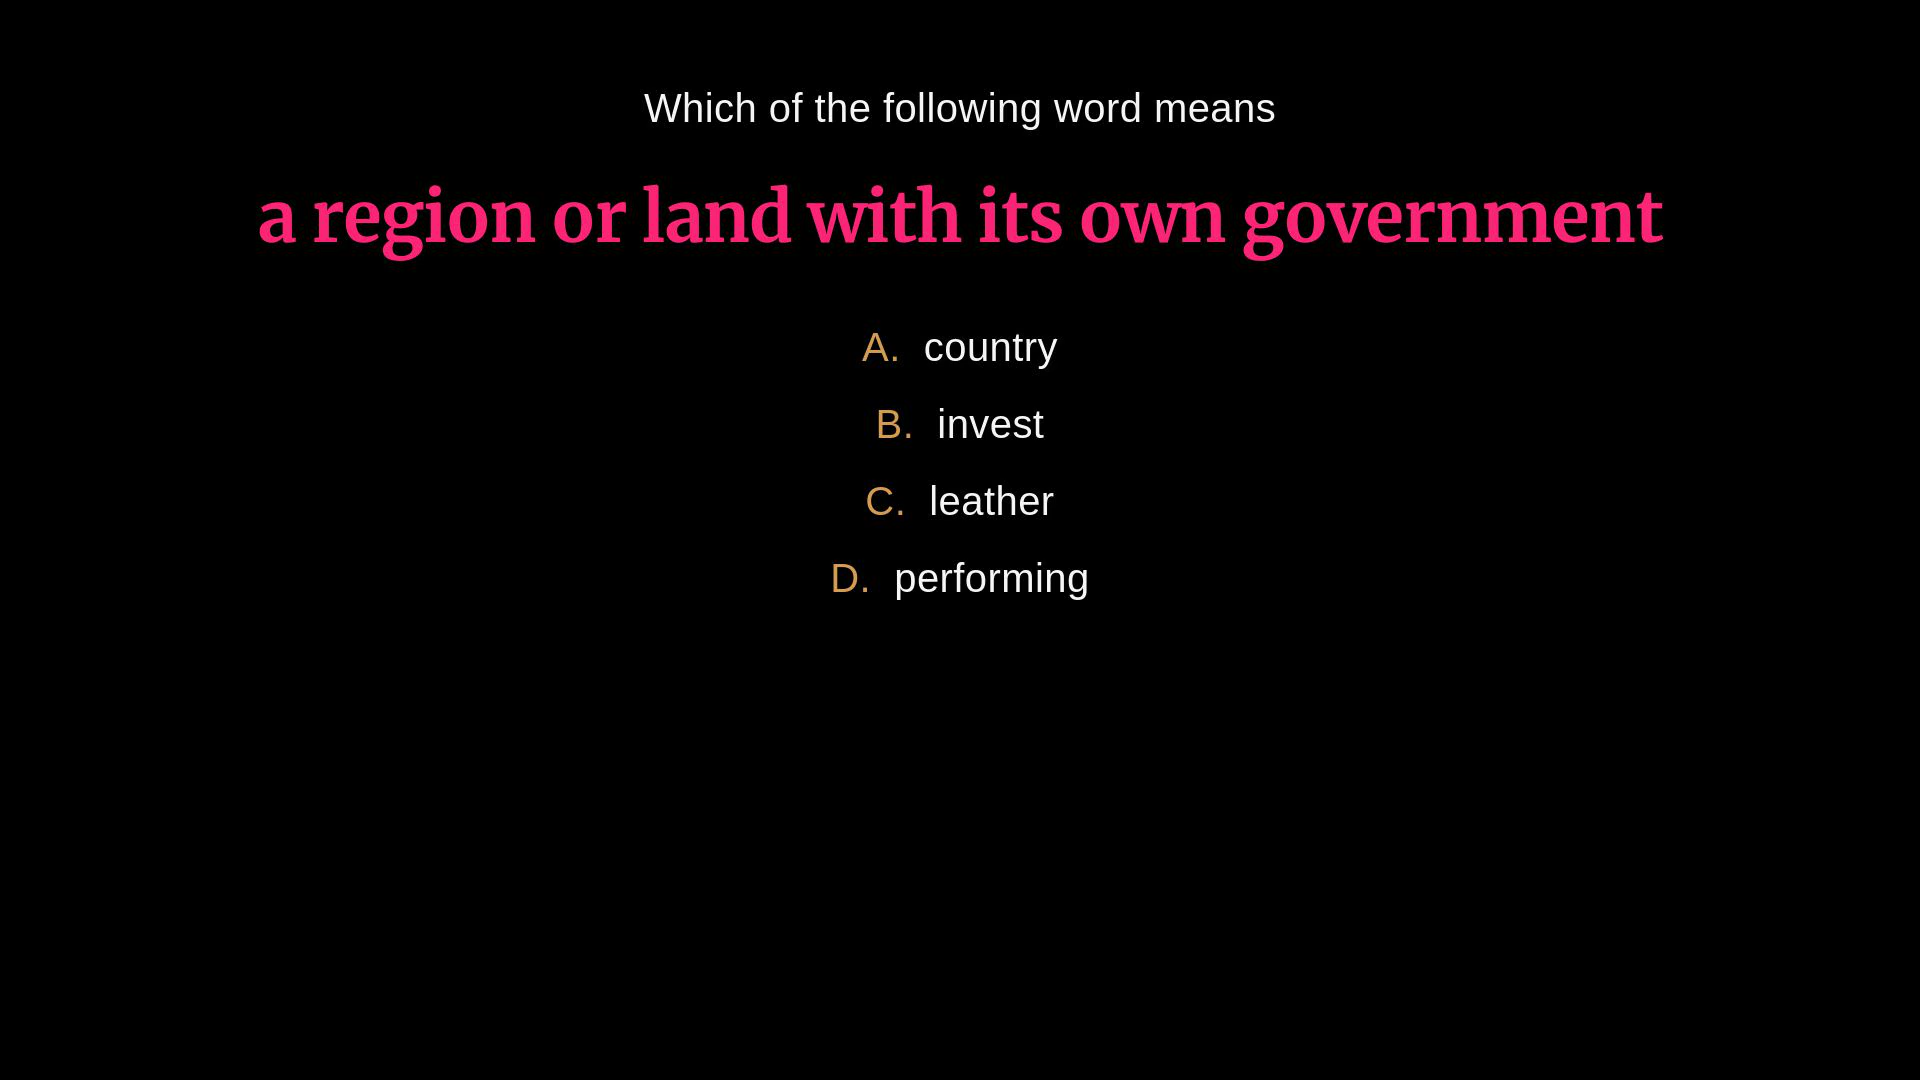 Which of the following word means
a region or land with its own government
A. country
B. invest
C. leather
D. performing